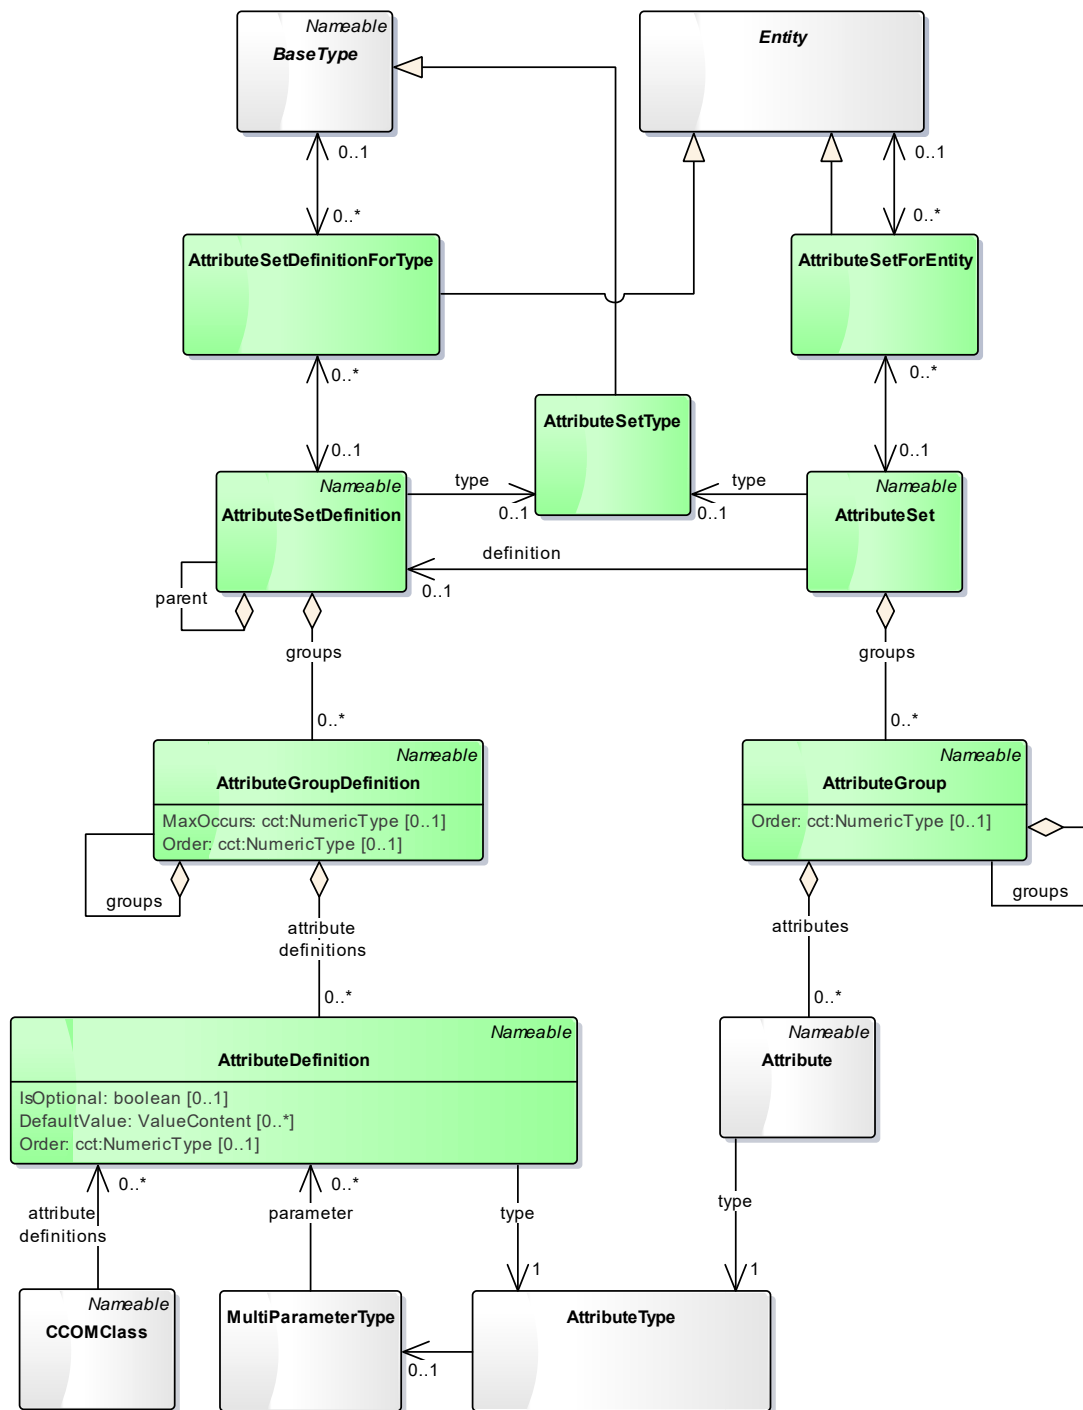 Nameable
BaseType
Entity
0..1
0..1
0..*
0..*
AttributeSetDefinitionForType
AttributeSetForEntity
0..*
0..*
AttributeSetType
0..1
0..1
Nameable
AttributeSetDefinition
type
0..1
type
0..1
Nameable
AttributeSet
definition
0..1
parent
groups
groups
0..*
0..*
Nameable
AttributeGroupDefinition
MaxOccurs: cct:NumericType [0..1]
Order: cct:NumericType [0..1]
Nameable
AttributeGroup
Order: cct:NumericType [0..1]
groups
groups
attribute
definitions
attributes
0..*
0..*
Nameable
AttributeDefinition
IsOptional: boolean [0..1]
DefaultValue: ValueContent [0..*]
Order: cct:NumericType [0..1]
Nameable
Attribute
0..*
0..*
attribute
definitions
parameter
type
type
1
1
Nameable
CCOMClass
MultiParameterType
AttributeType
0..1